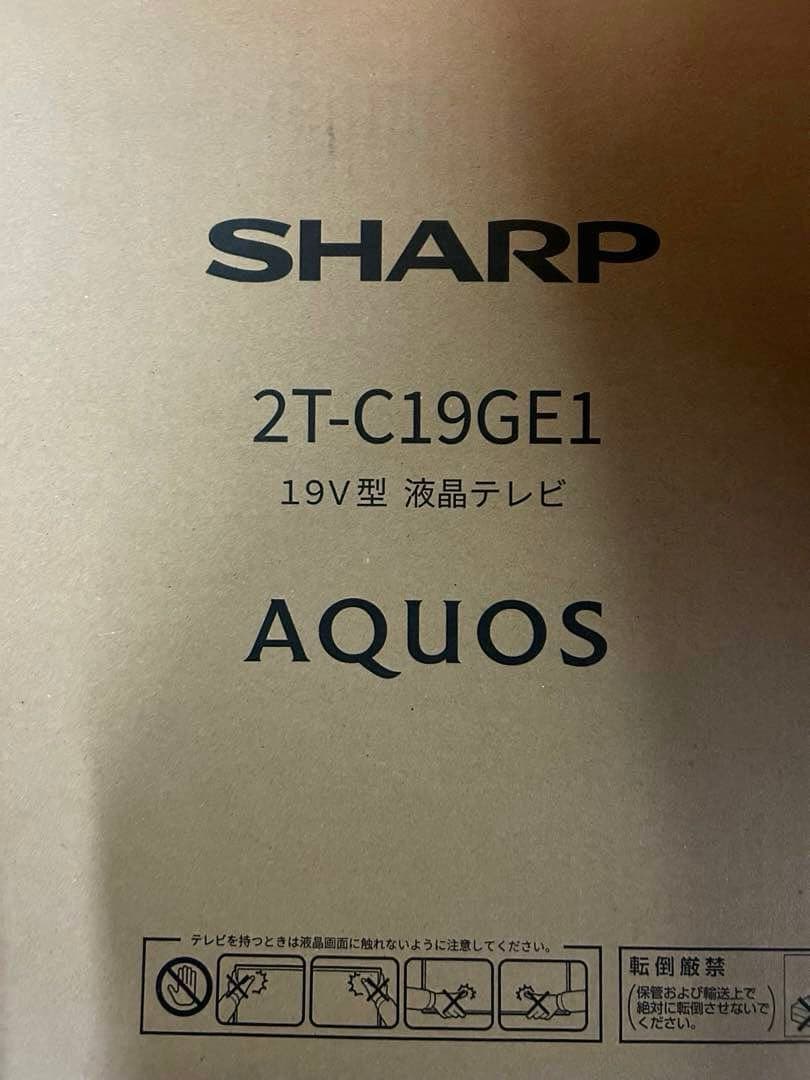 SHARP
2T-C19GE1
19V型 液晶テレビ
AQUOS
テレビを持つときは液晶画面に触れないように注意してください。
転倒厳禁
(保管および輸送上で
絶対に転倒させないで
ください。)